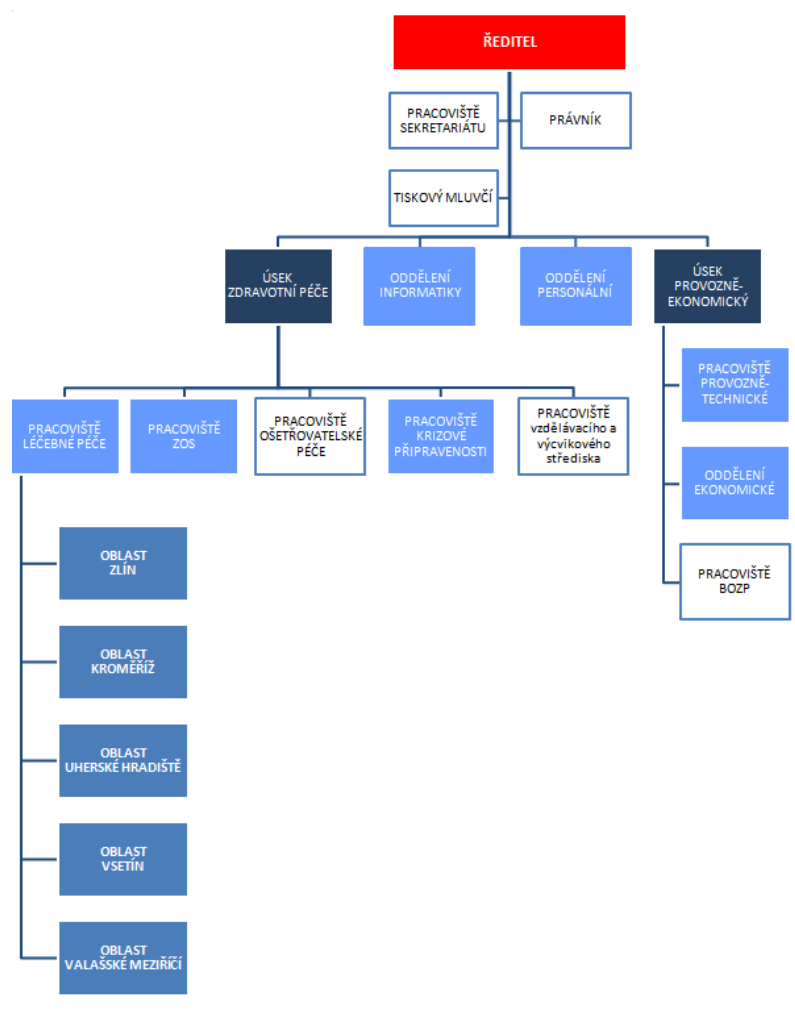 ŘEDITEL
PRACOVIŠTĚ
SEKRETARIÁTU
PRÁVNÍK
TISKOVÝ MLUVČÍ
ÚSEK
ZDRAVOTNÍ PÉČE
ODDĚLENÍ
INFORMATIKY
ODDĚLENÍ
PERSONÁLNÍ
ÚSEK
PROVOZNĚ-
EKONOMICKÝ
PRACOVIŠTĚ
PROVOZNĚ-
TECHNICKÉ
PRACOVIŠTĚ
LÉČEBNÉ PÉČE
PRACOVIŠTĚ
ZOS
PRACOVIŠTĚ
OŠETŘOVATELSKÉ
PÉČE
PRACOVIŠTĚ
KRIZOVÉ
PŘIPRAVENOSTI
PRACOVIŠTĚ
vzdělávacího a
výcvikového
střediska
ODDĚLENÍ
EKONOMICKÉ
PRACOVIŠTĚ
BOZP
OBLAST
ZLÍN
OBLAST
KROMĚŘÍŽ
OBLAST
UHERSKÉ HRADIŠTĚ
OBLAST
VSETÍN
OBLAST
VALAŠSKÉ MEZIŘÍČÍ